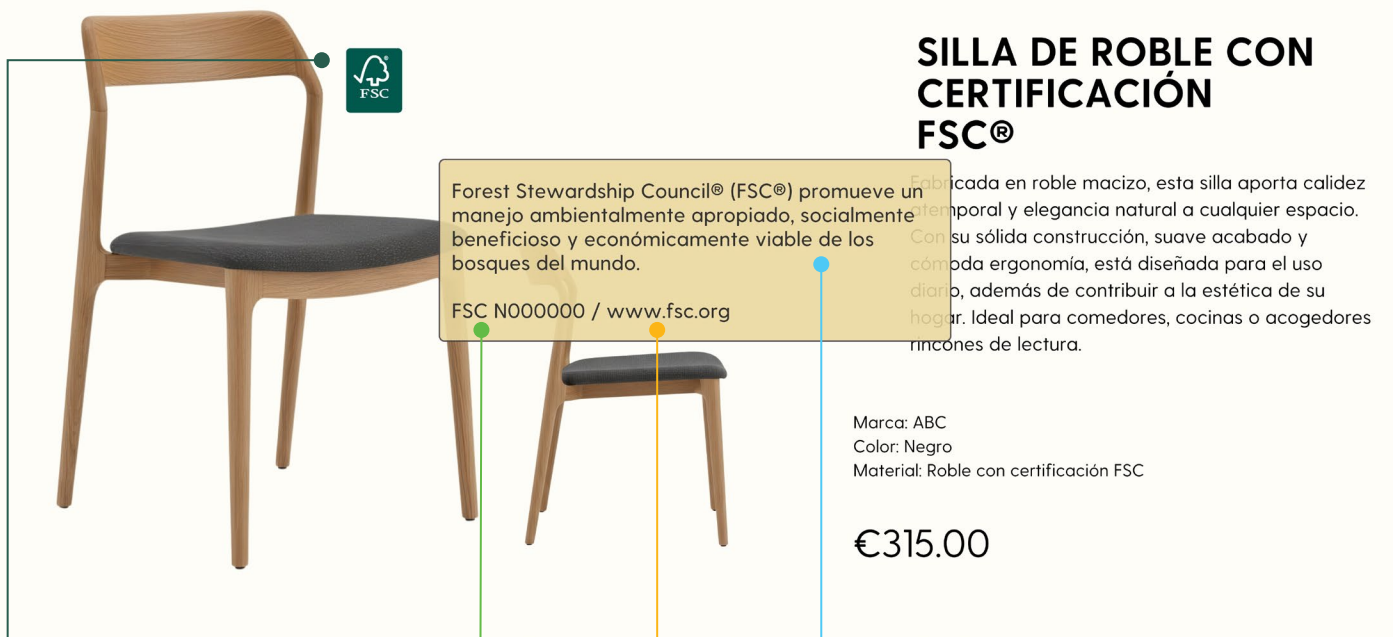 FSC
SILLA DE ROBLE CON
CERTIFICACIÓN
FSC®
Forest Stewardship Council® (FSC®) promueve un
manejo ambientalmente apropiado, socialmente
beneficioso y económicamente viable de los
bosques del mundo.
FSC N000000 / www.fsc.org
Fabricada en roble macizo, esta silla aporta calidez
atemporal y elegancia natural a cualquier espacio.
Con su sólida construcción, suave acabado y
cómoda ergonomía, está diseñada para el uso
diario, además de contribuir a la estética de su
hogar. Ideal para comedores, cocinas o acogedores
rincones de lectura.
Marca: ABC
Color: Negro
Material: Roble con certificación FSC
€315.00